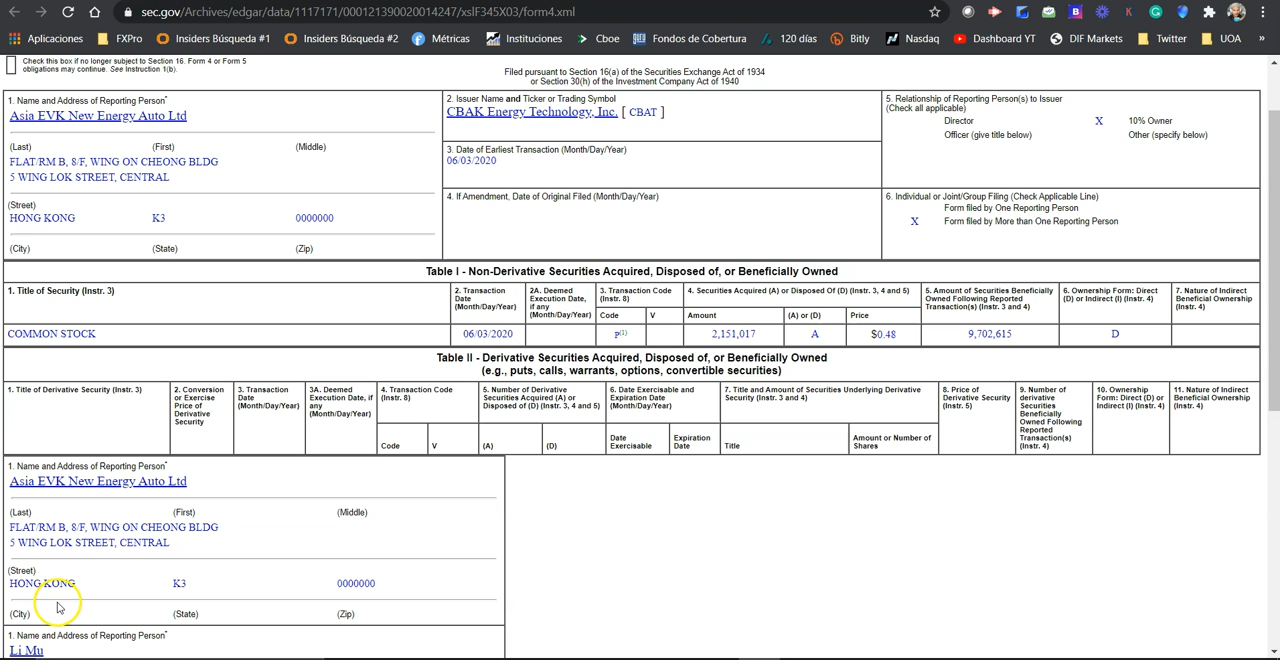 sec.gov/Archives/edgar/data/1117171/000121390020014247/xslF345X03/form4.xml
Aplicaciones FXPro Insiders Búsqueda #1 Insiders Búsqueda #2 Métricas Instituciones Cboe Fondos de Cobertura 120 días Bitly Nasdaq Dashboard YT DIF Markets Twitter UOA »
Check this box if no longer subject to Section 16. Form 4 or Form 5
obligations may continue. See Instruction 1(b).
Filed pursuant to Section 16(a) of the Securities Exchange Act of 1934
or Section 30(h) of the Investment Company Act of 1940
1. Name and Address of Reporting Person*
Asia EVK New Energy Auto Ltd
(Last) (First) (Middle)
FLAT/RM B, 8/F, WING ON CHEONG BLDG
5 WING LOK STREET, CENTRAL
(Street)
HONG KONG K3 0000000
(City) (State) (Zip)
2. Issuer Name and Ticker or Trading Symbol
CBAK Energy Technology, Inc. [ CBAT ]
3. Date of Earliest Transaction (Month/Day/Year)
06/03/2020
4. If Amendment, Date of Original Filed (Month/Day/Year)
5. Relationship of Reporting Person(s) to Issuer
(Check all applicable)
Director X 10% Owner
Officer (give title below) Other (specify below)
6. Individual or Joint/Group Filing (Check Applicable Line)
Form filed by One Reporting Person
X Form filed by More than One Reporting Person
Table I - Non-Derivative Securities Acquired, Disposed of, or Beneficially Owned
1. Title of Security (Instr. 3)
2. Transaction
Date
(Month/Day/Year)
2A. Deemed
Execution Date,
if any
(Month/Day/Year)
3. Transaction Code
(Instr. 8)
Code V
4. Securities Acquired (A) or Disposed Of (D) (Instr. 3, 4 and 5)
Amount (A) or (D) Price
5. Amount of Securities Beneficially
Owned Following Reported
Transaction(s) (Instr. 3 and 4)
6. Ownership Form: Direct
(D) or Indirect (I) (Instr. 4)
7. Nature of Indirect
Beneficial Ownership
(Instr. 4)
COMMON STOCK 06/03/2020 P(1) 2,151,017 A $0.48 9,702,615 D
Table II - Derivative Securities Acquired, Disposed of, or Beneficially Owned
(e.g., puts, calls, warrants, options, convertible securities)
1. Title of Derivative Security (Instr. 3)
2. Conversion
or Exercise
Price of
Derivative
Security
3. Transaction
Date
(Month/Day/Year)
3A. Deemed
Execution Date, if
any
(Month/Day/Year)
4. Transaction Code
(Instr. 8)
Code V
5. Number of Derivative
Securities Acquired (A) or
Disposed of (D) (Instr. 3, 4 and 5)
(A) (D)
6. Date Exercisable and
Expiration Date
(Month/Day/Year)
Date
Exercisable
Expiration
Date
7. Title and Amount of Securities Underlying Derivative
Security (Instr. 3 and 4)
Title
Amount or Number of
Shares
8. Price of
Derivative
Security
(Instr. 5)
9. Number of
derivative
Securities
Beneficially
Owned Following
Reported
Transaction(s)
(Instr. 4)
10. Ownership
Form: Direct (D) or
Indirect (I) (Instr. 4)
11. Nature of Indirect
Beneficial Ownership
(Instr. 4)
1. Name and Address of Reporting Person*
Asia EVK New Energy Auto Ltd
(Last) (First) (Middle)
FLAT/RM B, 8/F, WING ON CHEONG BLDG
5 WING LOK STREET, CENTRAL
(Street)
HONG KONG K3 0000000
(City) (State) (Zip)
1. Name and Address of Reporting Person*
Li Mu